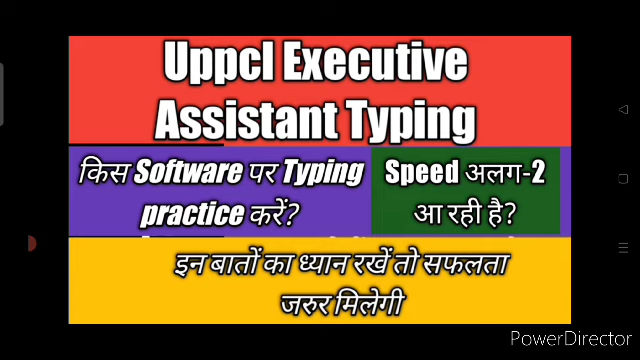 Uppcl Executive
Assistant Typing
किस Software पर Typing
practice करें?
Speed अलग-2
आ रही है?
इन बातों का ध्यान रखें तो सफलता
जरुर मिलेगी
PowerDirector